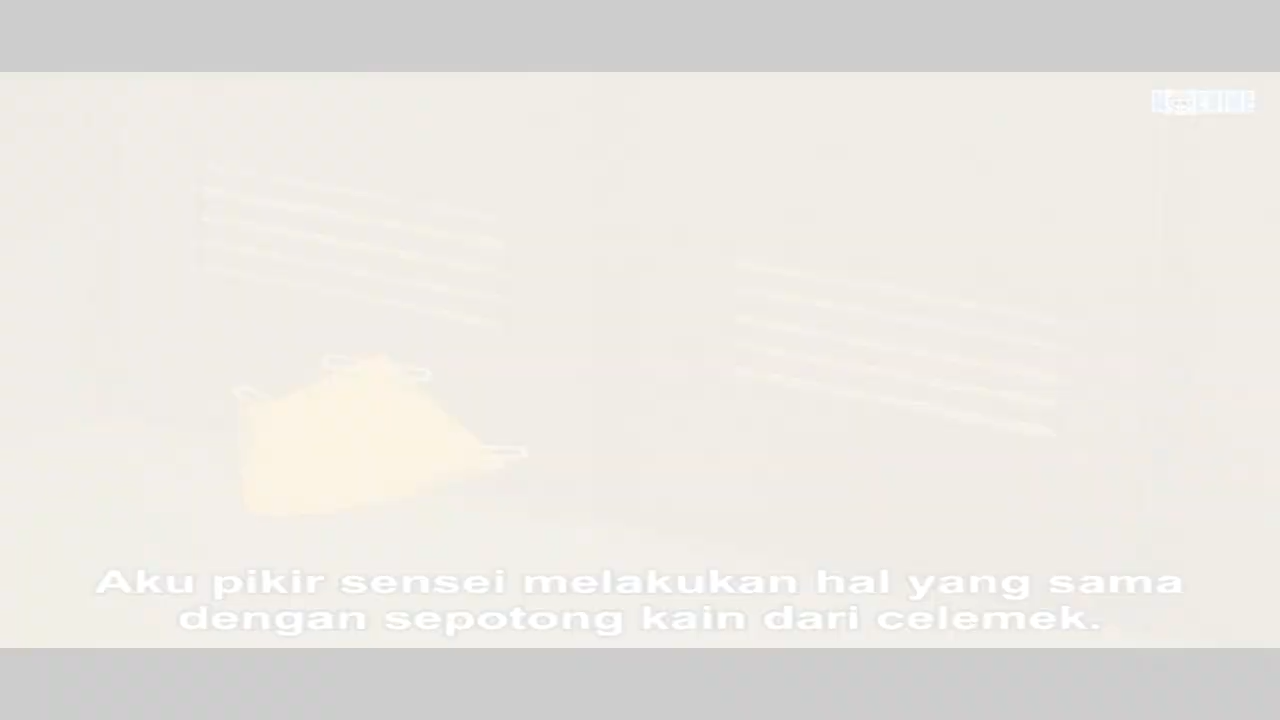 Aku pikir sensei melakukan hal yang sama
dengan sepotong kain dari celemek.